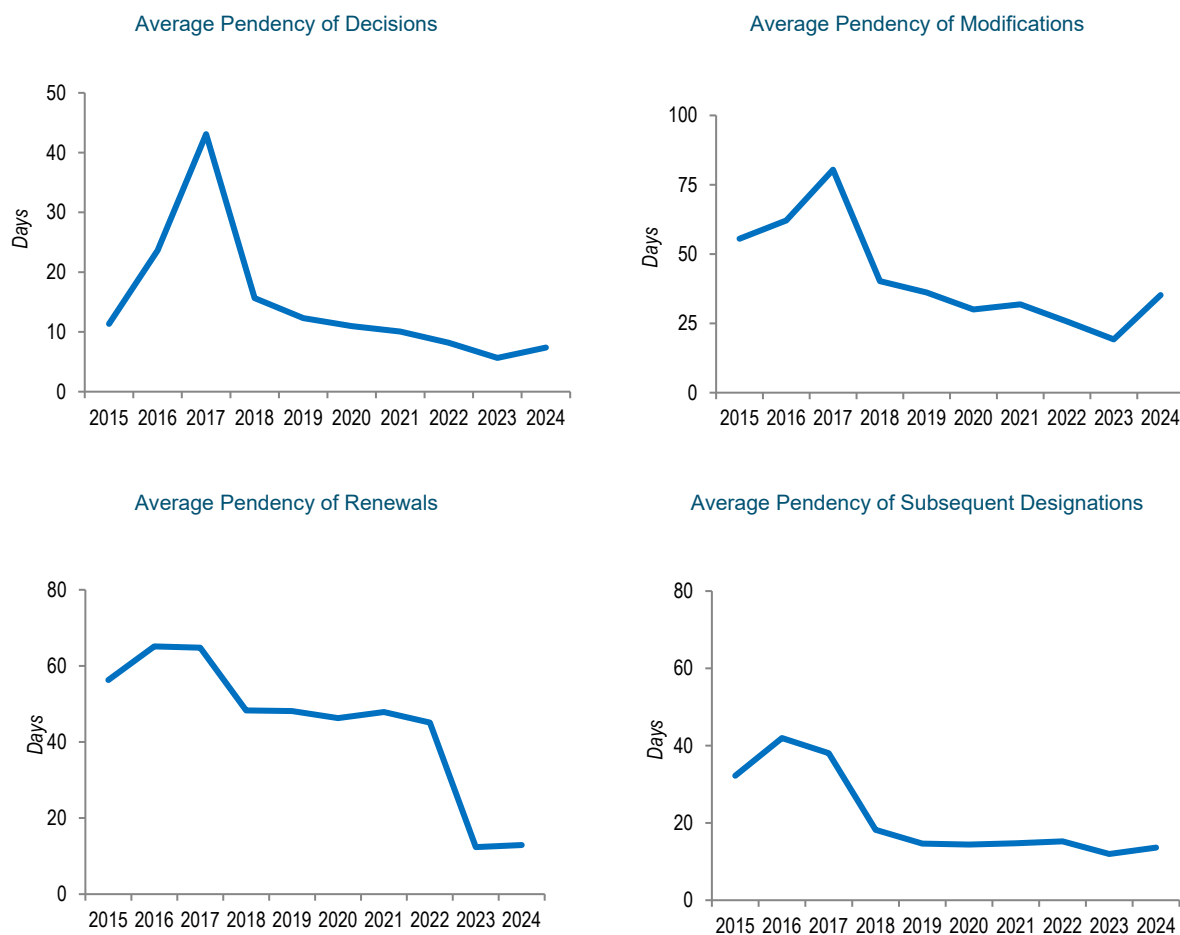 Average Pendency of Decisions
50
40
30
20
10
0
Days
2015 2016 2017 2018 2019 2020 2021 2022 2023 2024
Average Pendency of Modifications
100
75
50
25
0
Days
2015 2016 2017 2018 2019 2020 2021 2022 2023 2024
Average Pendency of Renewals
80
60
40
20
0
Days
2015 2016 2017 2018 2019 2020 2021 2022 2023 2024
Average Pendency of Subsequent Designations
80
60
40
20
0
Days
2015 2016 2017 2018 2019 2020 2021 2022 2023 2024